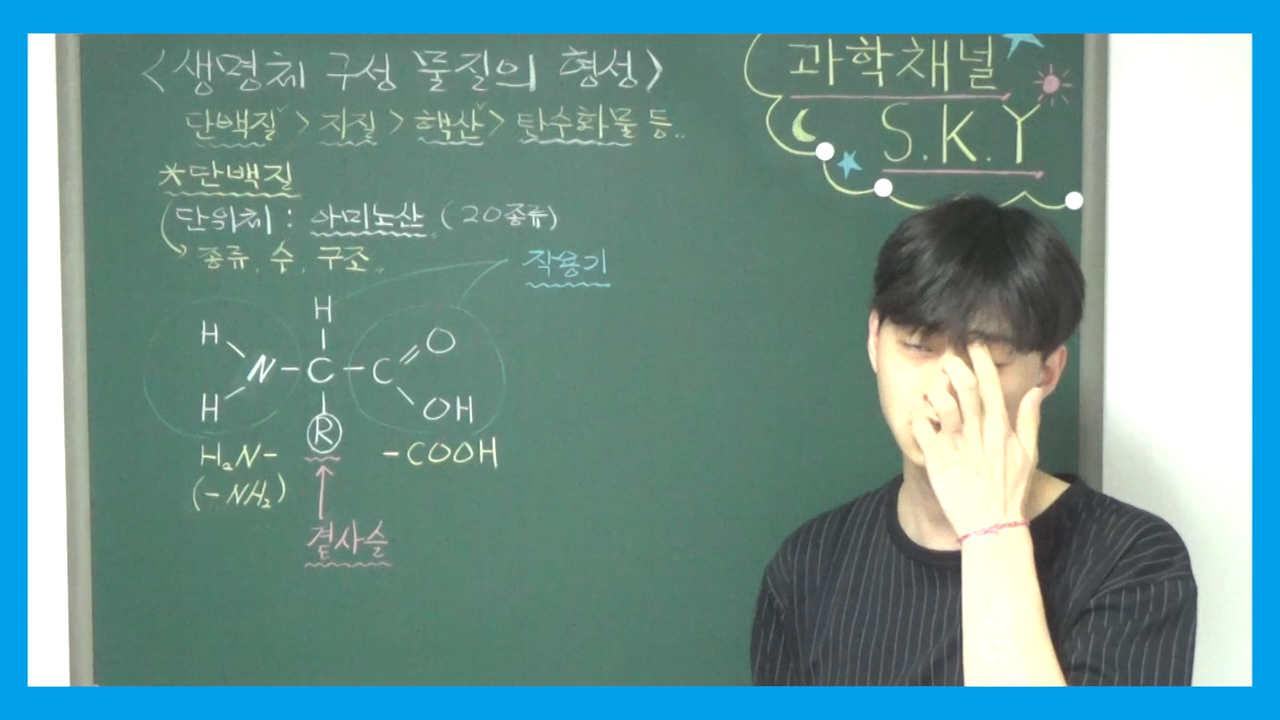 <생명체 구성 물질의 형성>
단백질 > 지질 > 핵산 > 탄수화물 등..
*단백질
단위체 : 아미노산 (20종류)
종류, 수, 구조..
작용기
H
H
O
N-C-C
H
OH
R
H₂N-
-COOH
(-NH₂)
곁사슬
과학채널
S.K.Y